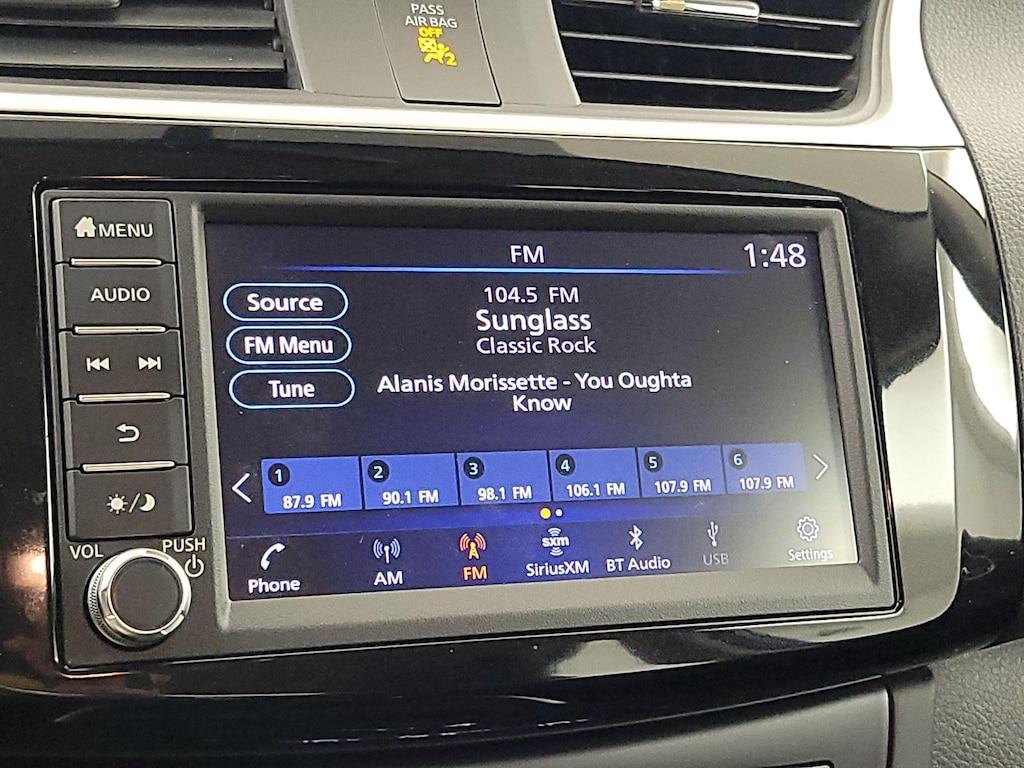 PASS
AIR BAG
OFF
2
MENU
AUDIO
VOL
PUSH
FM
1:48
Source
FM Menu
Tune
104.5 FM
Sunglass
Classic Rock
Alanis Morissette - You Oughta
Know
1
87.9 FM
2
90.1 FM
3
98.1 FM
4
106.1 FM
5
107.9 FM
6
107.9 FM
Phone
AM
FM
sxm
SiriusXM
BT Audio
USB
Settings